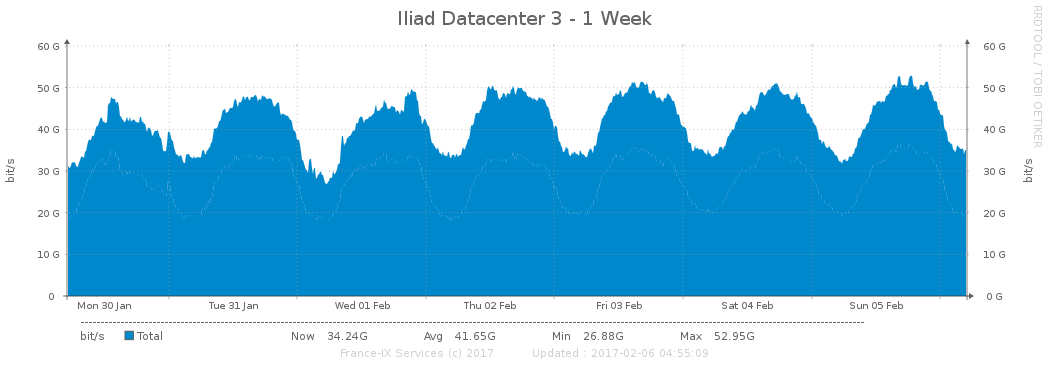 Iliad Datacenter 3 - 1 Week
RRDTOOL / TOBI OETIKER
60 G 60 G
50 G 50 G
40 G 40 G
30 G 30 G
20 G 20 G
10 G 10 G
0 0 G
bit/s bit/s
Mon 30 Jan Tue 31 Jan Wed 01 Feb Thu 02 Feb Fri 03 Feb Sat 04 Feb Sun 05 Feb
bit/s Total Now 34.24G Avg 41.65G Min 26.88G Max 52.95G
France-IX Services (c) 2017 Updated : 2017-02-06 04:55:09